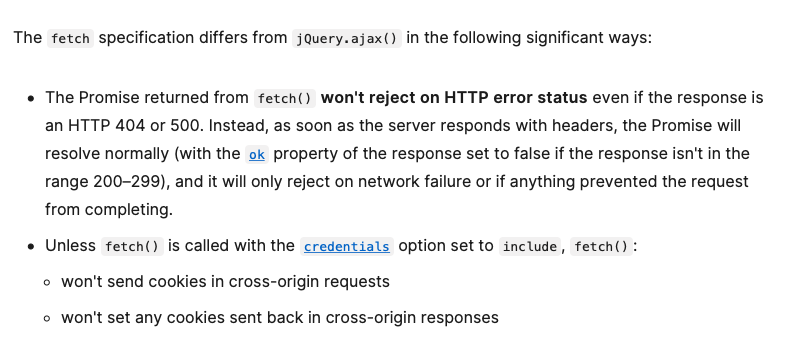 The fetch specification differs from jQuery.ajax() in the following significant ways:
• The Promise returned from fetch() won't reject on HTTP error status even if the response is
an HTTP 404 or 500. Instead, as soon as the server responds with headers, the Promise will
resolve normally (with the ok property of the response set to false if the response isn't in the
range 200–299), and it will only reject on network failure or if anything prevented the request
from completing.
• Unless fetch() is called with the credentials option set to include, fetch():
◦ won't send cookies in cross-origin requests
◦ won't set any cookies sent back in cross-origin responses